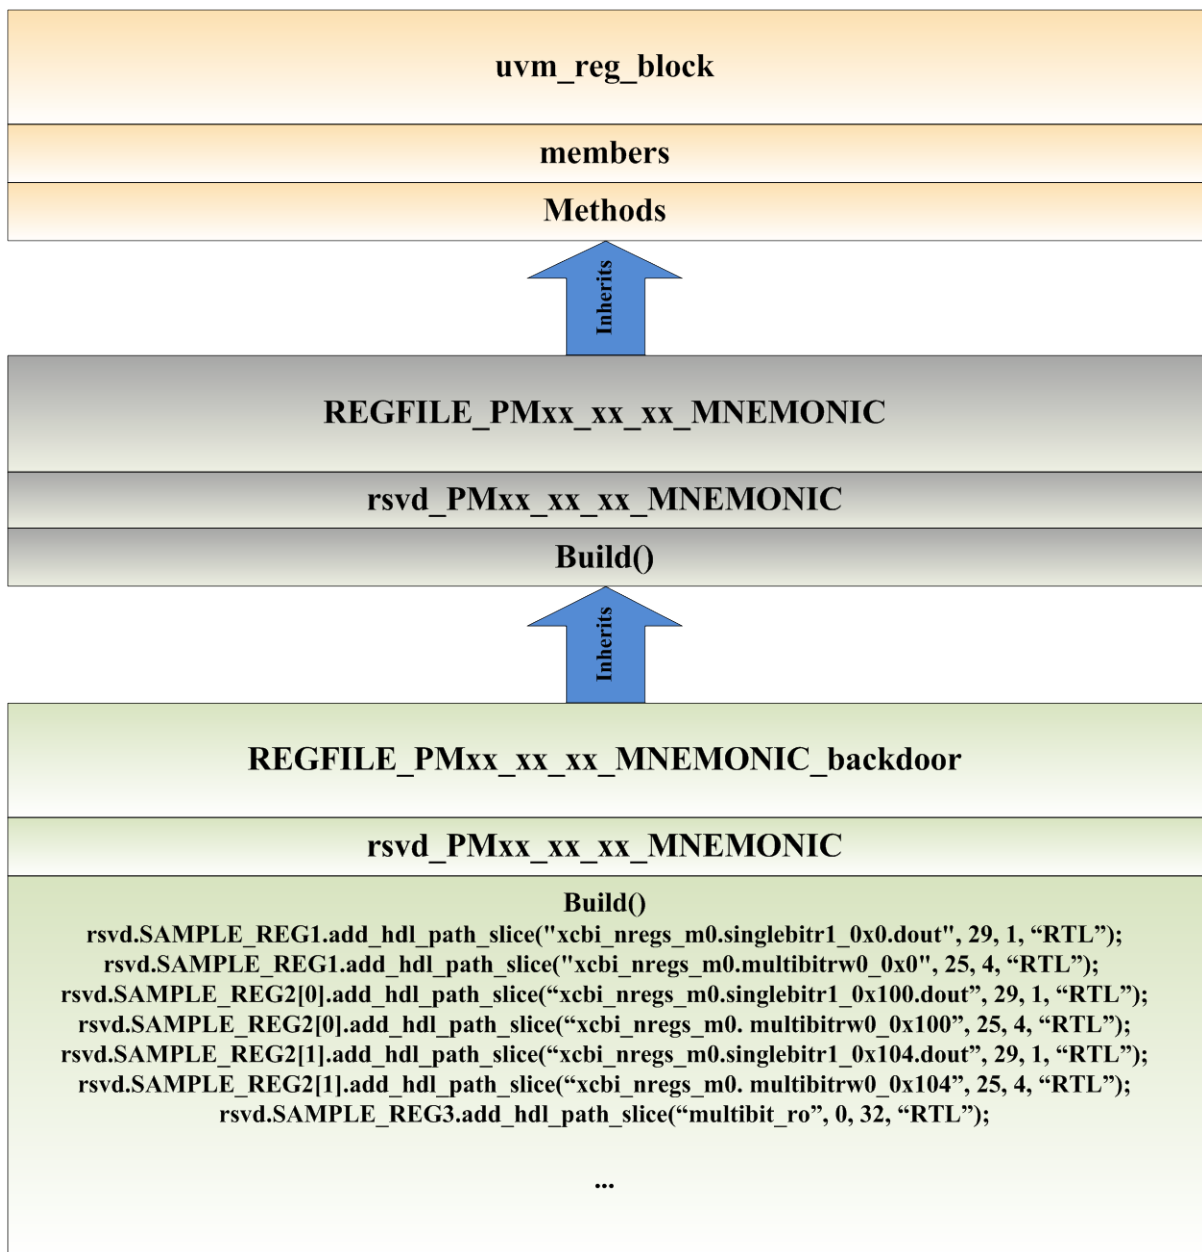 uvm_reg_block
members
Methods
Inherits
REGFILE_PMxx_xx_xx_MNEMONIC
rsvd_PMxx_xx_xx_MNEMONIC
Build()
Inherits
REGFILE_PMxx_xx_xx_MNEMONIC_backdoor
rsvd_PMxx_xx_xx_MNEMONIC
Build()
rsvd.SAMPLE_REG1.add_hdl_path_slice("xcbi_nregs_m0.singlebitr1_0x0.dout", 29, 1, “RTL”);
rsvd.SAMPLE_REG1.add_hdl_path_slice("xcbi_nregs_m0.multibitrw0_0x0", 25, 4, “RTL”);
rsvd.SAMPLE_REG2[0].add_hdl_path_slice(“xcbi_nregs_m0.singlebitr1_0x100.dout”, 29, 1, “RTL”);
rsvd.SAMPLE_REG2[0].add_hdl_path_slice(“xcbi_nregs_m0. multibitrw0_0x100”, 25, 4, “RTL”);
rsvd.SAMPLE_REG2[1].add_hdl_path_slice(“xcbi_nregs_m0.singlebitr1_0x104.dout”, 29, 1, “RTL”);
rsvd.SAMPLE_REG2[1].add_hdl_path_slice(“xcbi_nregs_m0. multibitrw0_0x104”, 25, 4, “RTL”);
rsvd.SAMPLE_REG3.add_hdl_path_slice(“multibit_ro”, 0, 32, “RTL”);
...